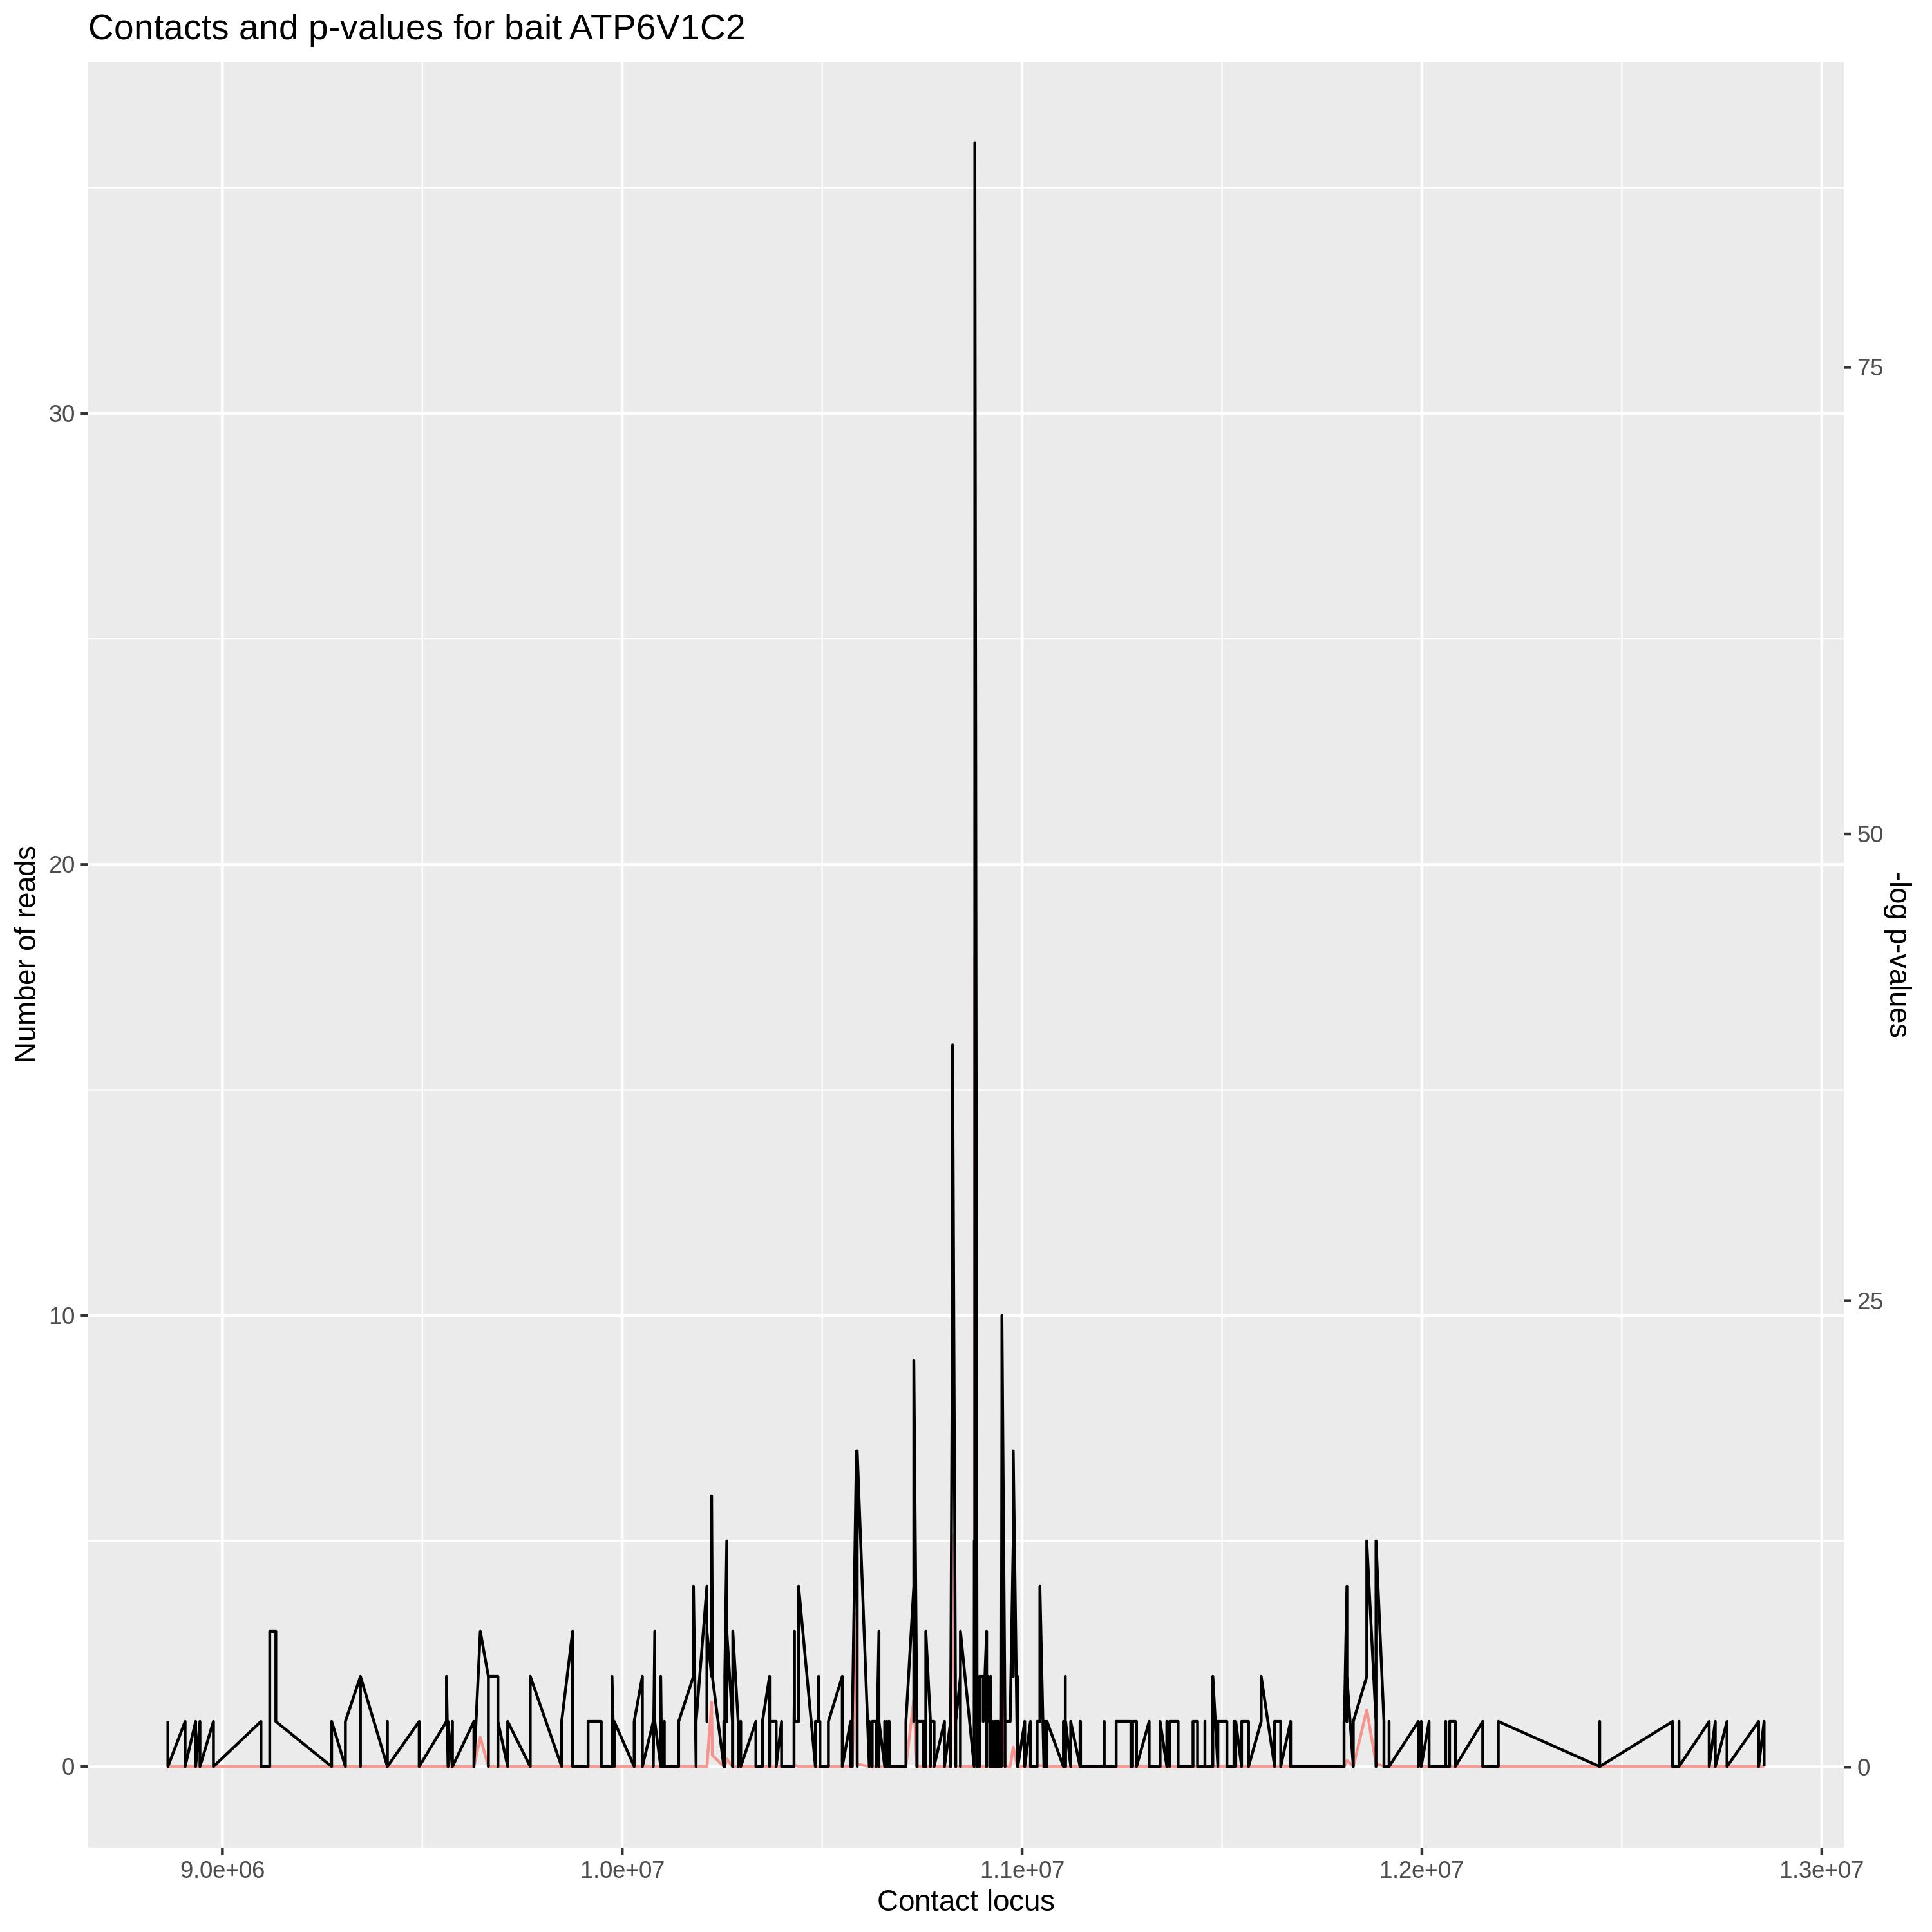 Contacts and p-values for bait ATP6V1C2
Number of reads
30
20
10
0
75
50
25
0
-log p-values
9.0e+06
1.0e+07
1.1e+07
1.2e+07
1.3e+07
Contact locus